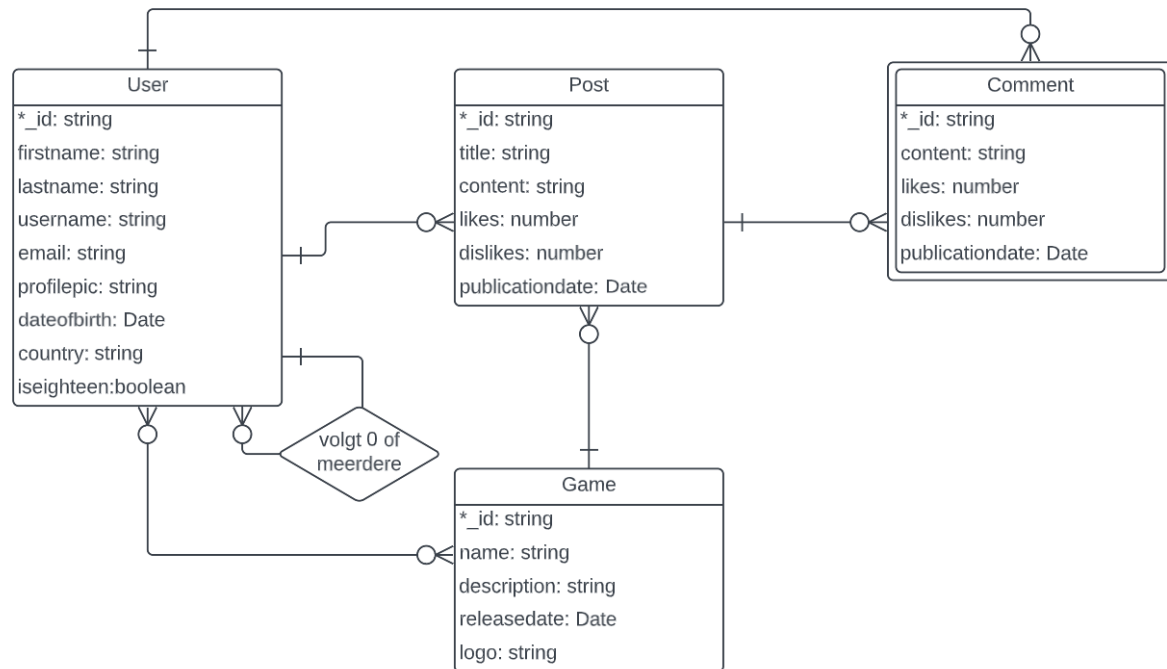 User
*_id: string
firstname: string
lastname: string
username: string
email: string
profilepic: string
dateofbirth: Date
country: string
iseighteen:boolean
Post
*_id: string
title: string
content: string
likes: number
dislikes: number
publicationdate: Date
Comment
*_id: string
content: string
likes: number
dislikes: number
publicationdate: Date
volgt 0 of
meerdere
Game
*_id: string
name: string
description: string
releasedate: Date
logo: string